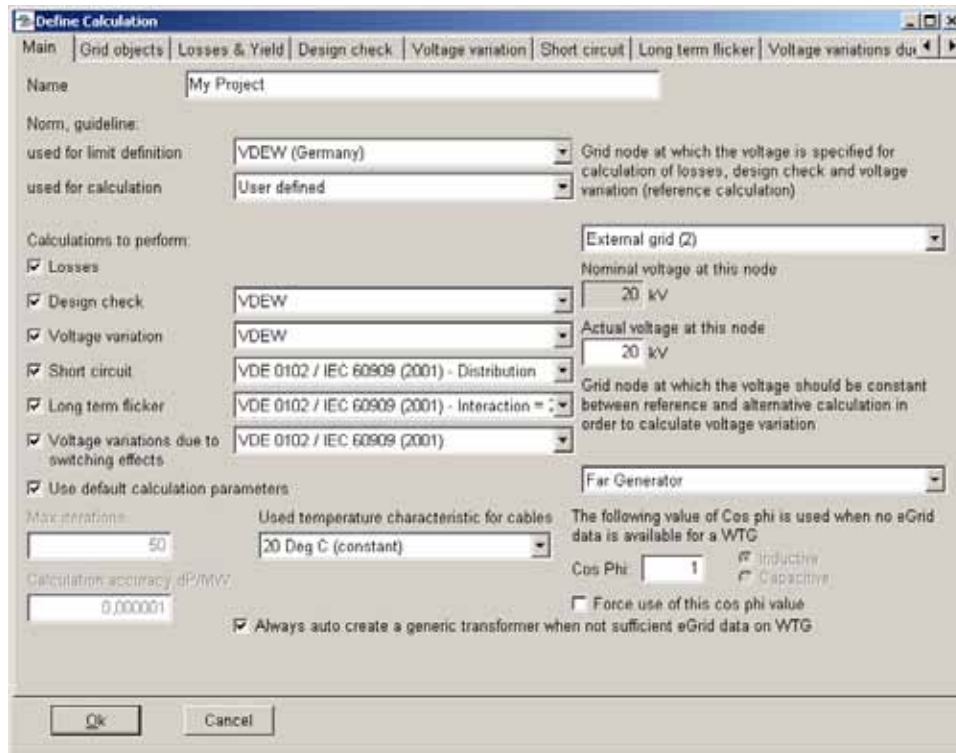 Define Calculation
Main Grid objects Losses & Yield Design check Voltage variation Short circuit Long term flicker Voltage variations du
Name My Project
Norm, guideline:
used for limit definition VDEW (Germany)
used for calculation User defined
Grid node at which the voltage is specified for
calculation of losses, design check and voltage
variation (reference calculation)
Calculations to perform:
External grid (2)
Losses
Nominal voltage at this node
20 kV
Design check VDEW
Voltage variation VDEW
Actual voltage at this node
20 kV
Short circuit VDE 0102 / IEC 60909 (2001) - Distribution
Long term flicker VDE 0102 / IEC 60909 (2001) - Interaction =
Voltage variations due to
switching effects
VDE 0102 / IEC 60909 (2001)
Grid node at which the voltage should be constant
between reference and alternative calculation in
order to calculate voltage variation
Far Generator
Use default calculation parameters
Max iterations
50
Used temperature characteristic for cables
20 Deg C (constant)
The following value of Cos phi is used when no eGrid
data is available for a WTG
Cos Phi: 1
Inductive
Capacitive
Calculation accuracy dP/MW
0,000001
Force use of this cos phi value
Always auto create a generic transformer when not sufficient eGrid data on WTG
Ok Cancel